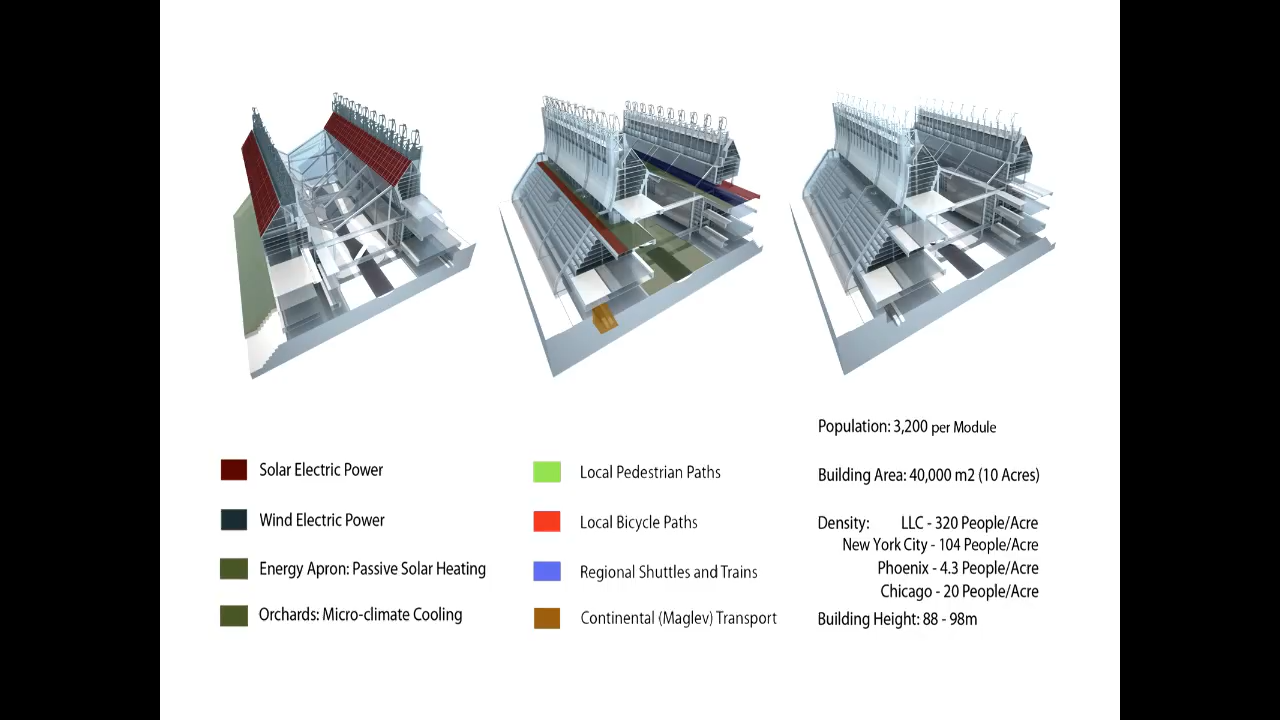 Solar Electric Power
Wind Electric Power
Energy Apron: Passive Solar Heating
Orchards: Micro-climate Cooling
Local Pedestrian Paths
Local Bicycle Paths
Regional Shuttles and Trains
Continental (Maglev) Transport
Population: 3,200 per Module
Building Area: 40,000 m2 (10 Acres)
Density: LLC - 320 People/Acre
New York City - 104 People/Acre
Phoenix - 4.3 People/Acre
Chicago - 20 People/Acre
Building Height: 88 - 98m